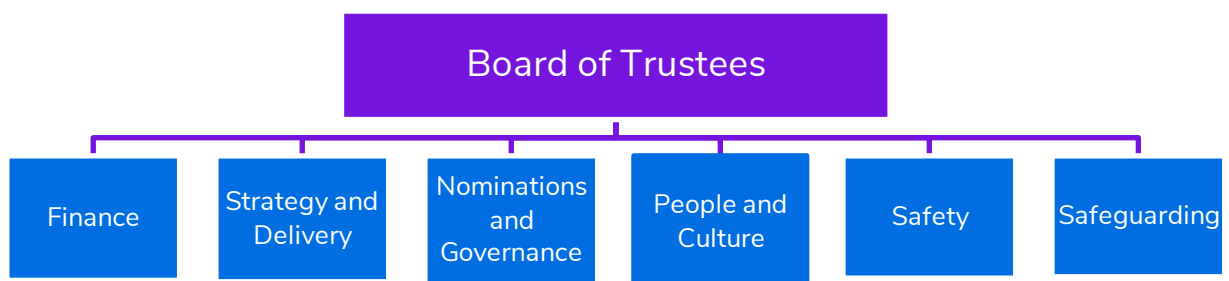 Board of Trustees
Finance
Strategy and
Delivery
Nominations
and
Governance
People and
Culture
Safety
Safeguarding